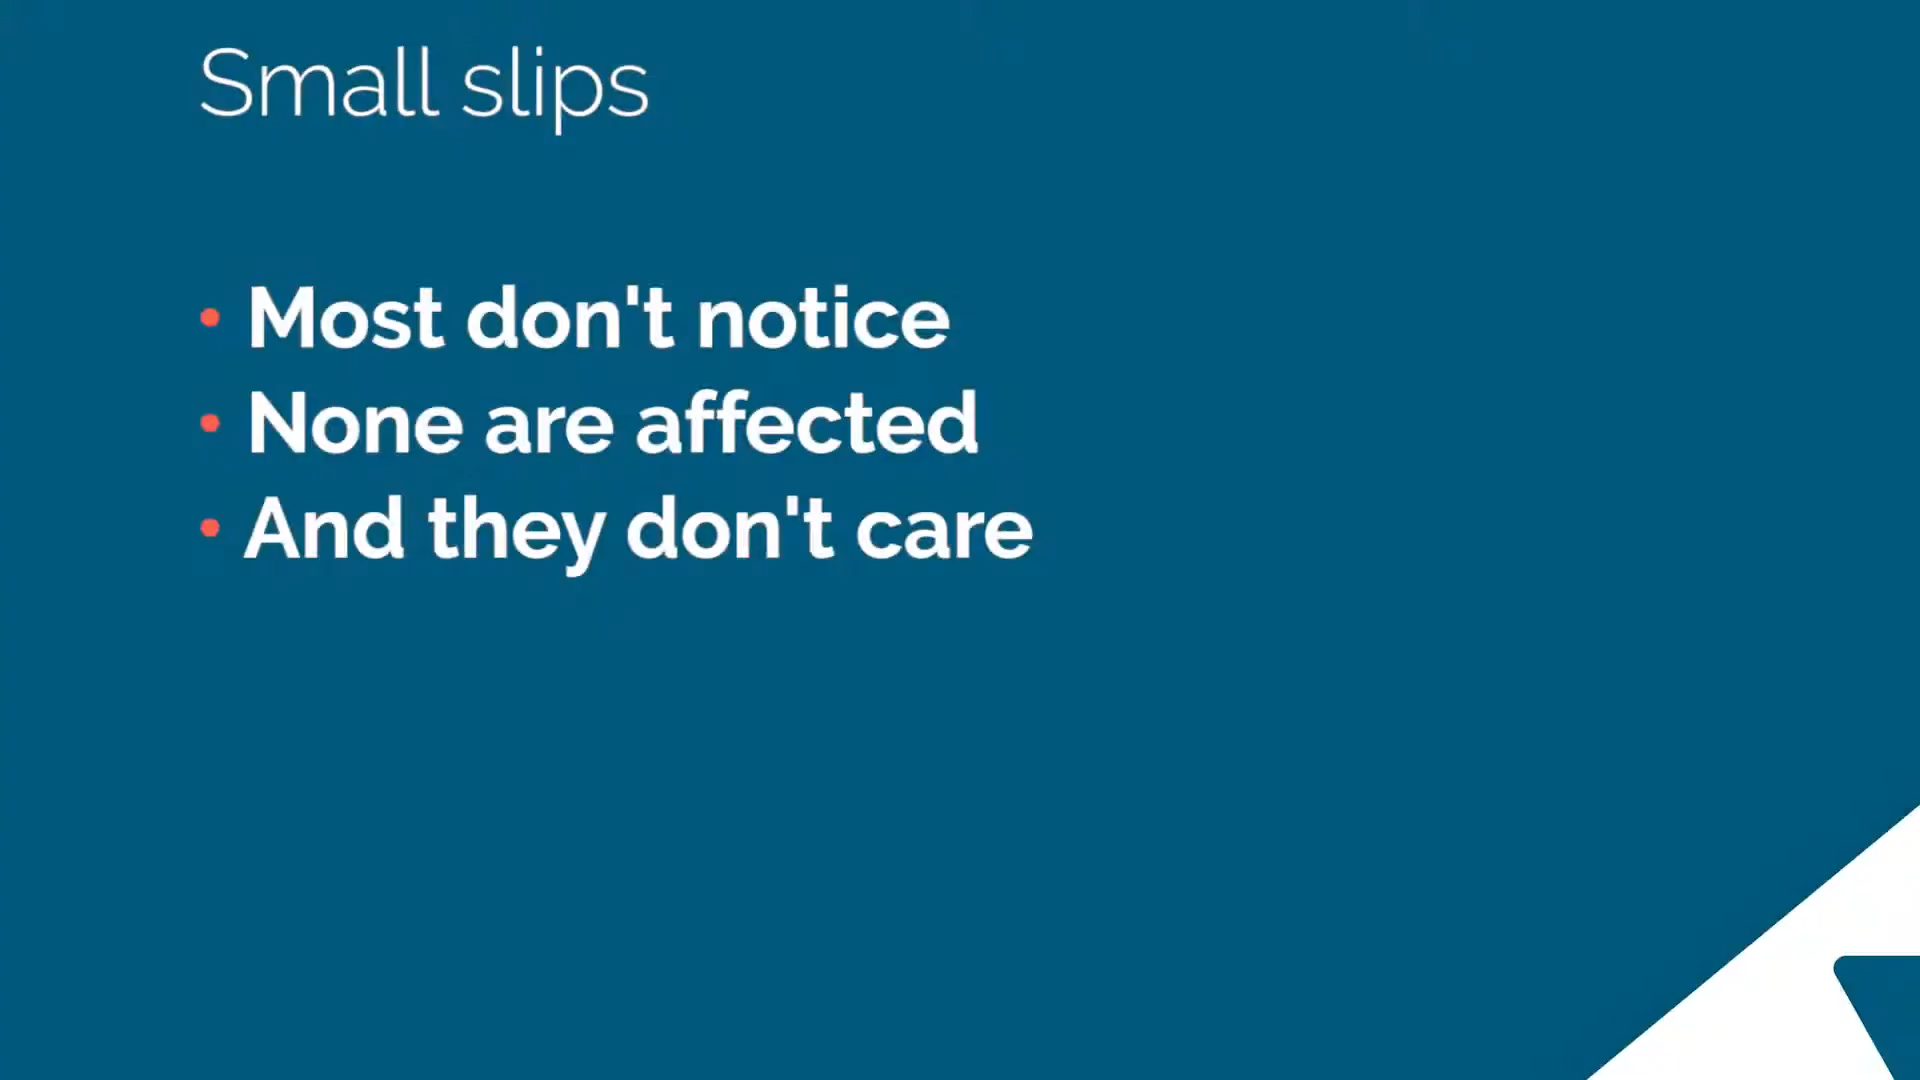 Small slips
• Most don't notice
• None are affected
• And they don't care